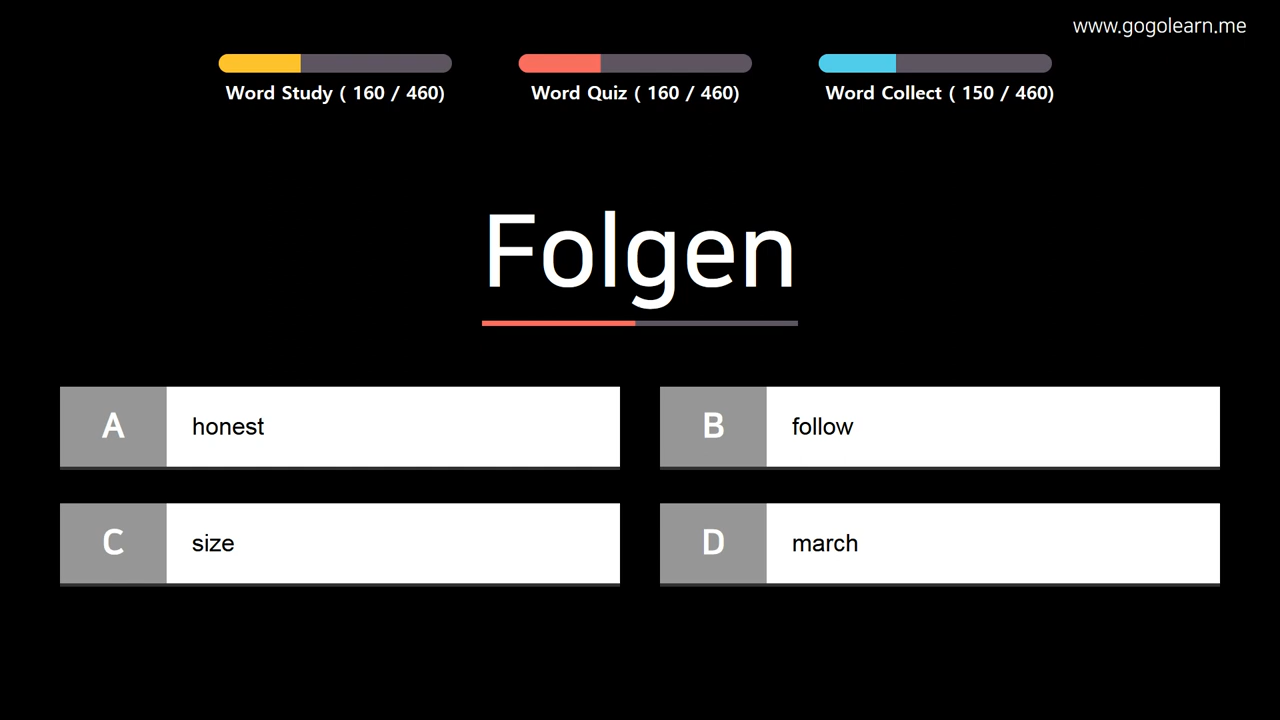 www.gogolearn.me
Word Study ( 160 / 460)
Word Quiz ( 160 / 460)
Word Collect ( 150 / 460)
Folgen
A honest
B follow
C size
D march